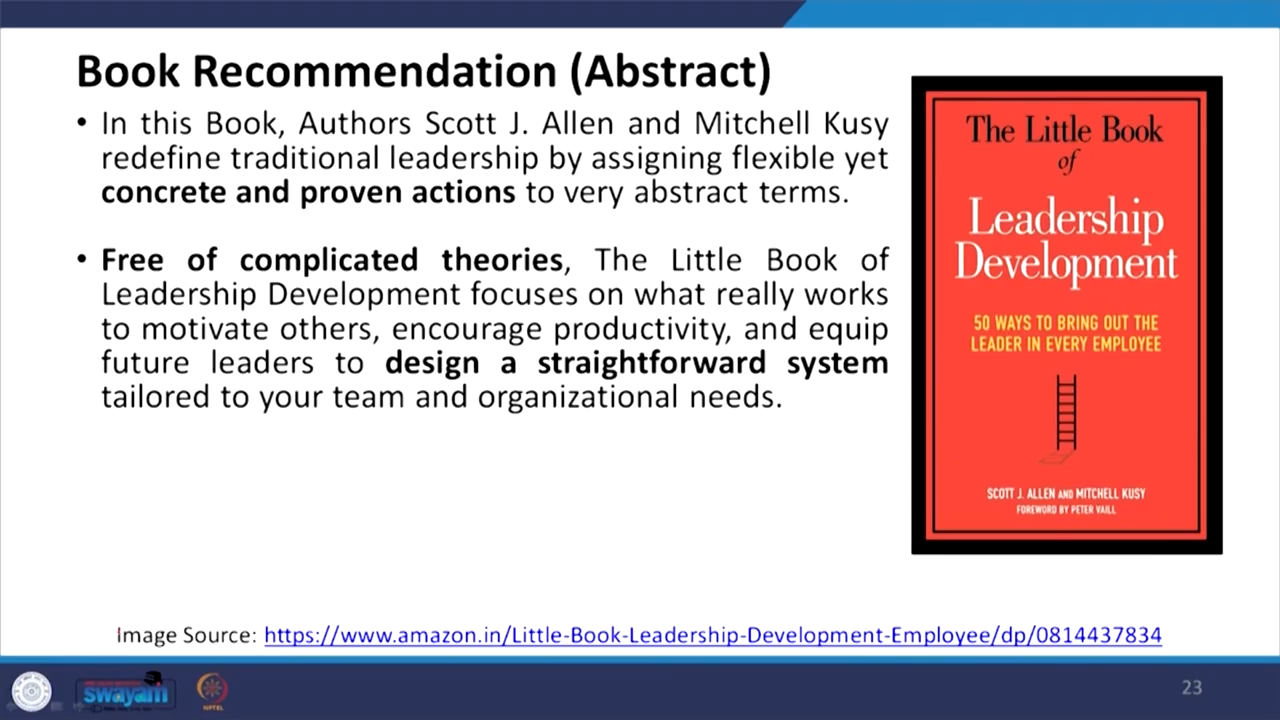 Book Recommendation (Abstract)
• In this Book, Authors Scott J. Allen and Mitchell Kusy
redefine traditional leadership by assigning flexible yet
concrete and proven actions to very abstract terms.
• Free of complicated theories, The Little Book of
Leadership Development focuses on what really works
to motivate others, encourage productivity, and equip
future leaders to design a straightforward system
tailored to your team and organizational needs.
The Little Book
of
Leadership
Development
50 WAYS TO BRING OUT THE
LEADER IN EVERY EMPLOYEE
SCOTT J. ALLEN AND MITCHELL KUSY
FOREWORD BY PETER VAILL
Image Source: https://www.amazon.in/Little-Book-Leadership-Development-Employee/dp/0814437834
swayam
NPTEL
23